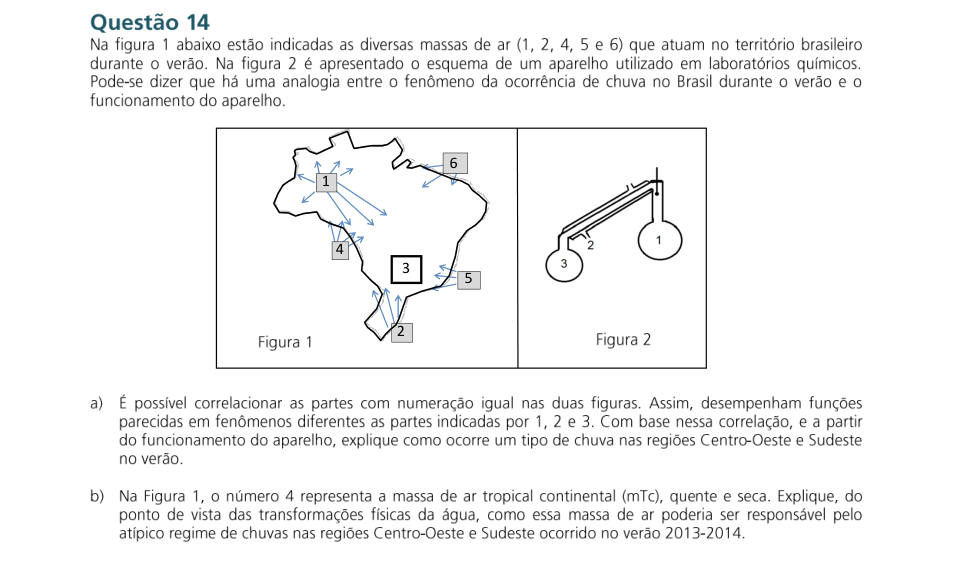 Questão 14
Na figura 1 abaixo estão indicadas as diversas massas de ar (1, 2, 4, 5 e 6) que atuam no território brasileiro
durante o verão. Na figura 2 é apresentado o esquema de um aparelho utilizado em laboratórios químicos.
Pode-se dizer que há uma analogia entre o fenômeno da ocorrência de chuva no Brasil durante o verão e o
funcionamento do aparelho.
6
1
4
3
5
2
Figura 1
1
2
3
Figura 2
a) É possível correlacionar as partes com numeração igual nas duas figuras. Assim, desempenham funções
parecidas em fenômenos diferentes as partes indicadas por 1, 2 e 3. Com base nessa correlação, e a partir
do funcionamento do aparelho, explique como ocorre um tipo de chuva nas regiões Centro-Oeste e Sudeste
no verão.
b) Na Figura 1, o número 4 representa a massa de ar tropical continental (mTc), quente e seca. Explique, do
ponto de vista das transformações físicas da água, como essa massa de ar poderia ser responsável pelo
atípico regime de chuvas nas regiões Centro-Oeste e Sudeste ocorrido no verão 2013-2014.